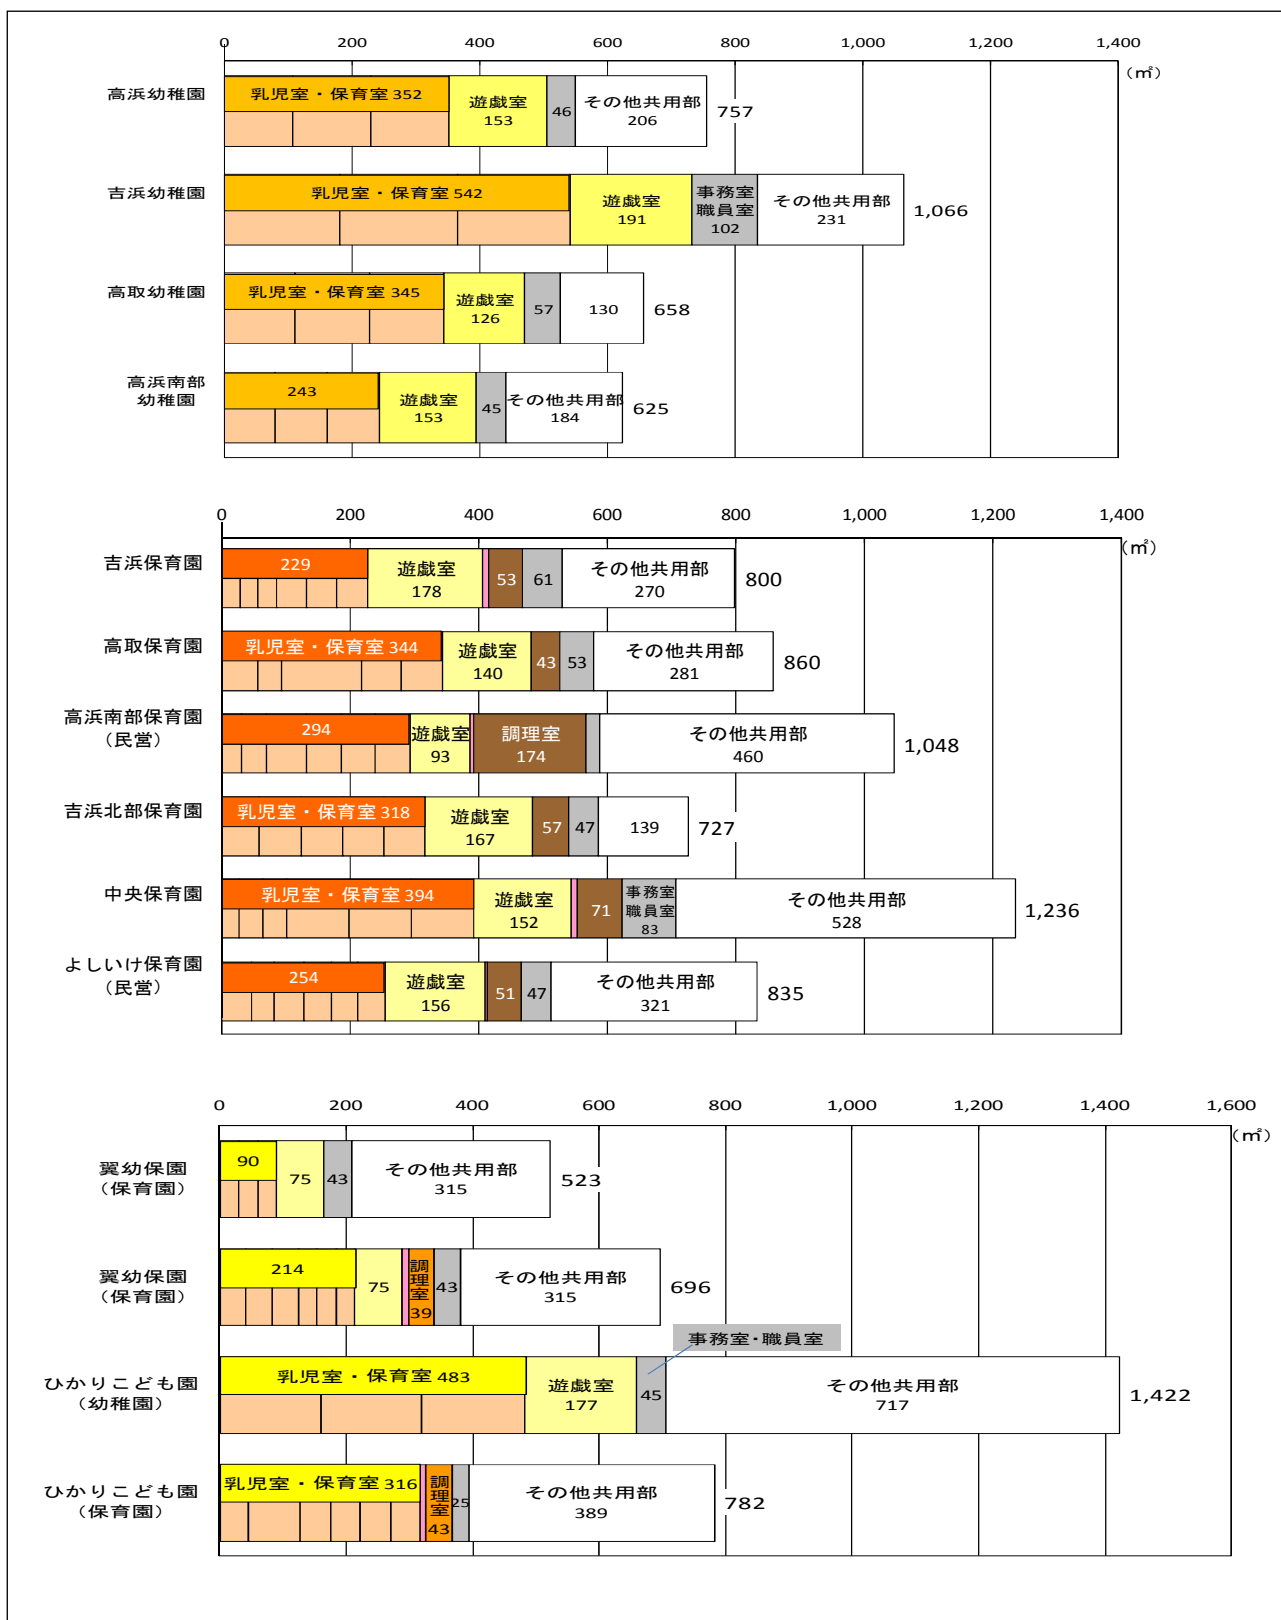 0 200 400 600 800 1,000 1,200 1,400
(㎡)
高浜幼稚園 乳児室・保育室 352 遊戯室 153 46 その他共用部 206 757
吉浜幼稚園 乳児室・保育室 542 遊戯室 191 事務室 職員室 102 その他共用部 231 1,066
高取幼稚園 乳児室・保育室 345 遊戯室 126 57 130 658
高浜南部 幼稚園 243 遊戯室 153 45 その他共用部 184 625
0 200 400 600 800 1,000 1,200 1,400
(㎡)
吉浜保育園 229 遊戯室 178 53 61 その他共用部 270 800
高取保育園 乳児室・保育室 344 遊戯室 140 43 53 その他共用部 281 860
高浜南部保育園 (民営) 294 遊戯室 93 調理室 174 その他共用部 460 1,048
吉浜北部保育園 乳児室・保育室 318 遊戯室 167 57 47 139 727
中央保育園 乳児室・保育室 394 遊戯室 152 71 事務室 職員室 83 その他共用部 528 1,236
よしいけ保育園 (民営) 254 遊戯室 156 51 47 その他共用部 321 835
0 200 400 600 800 1,000 1,200 1,400 1,600
(㎡)
翼幼保園 (保育園) 90 75 43 その他共用部 315 523
翼幼保園 (保育園) 214 75 調理室 39 43 その他共用部 315 696
事務室・職員室
ひかりこども園 (幼稚園) 乳児室・保育室 483 遊戯室 177 45 その他共用部 717 1,422
ひかりこども園 (保育園) 乳児室・保育室 316 調理室 43 25 その他共用部 389 782